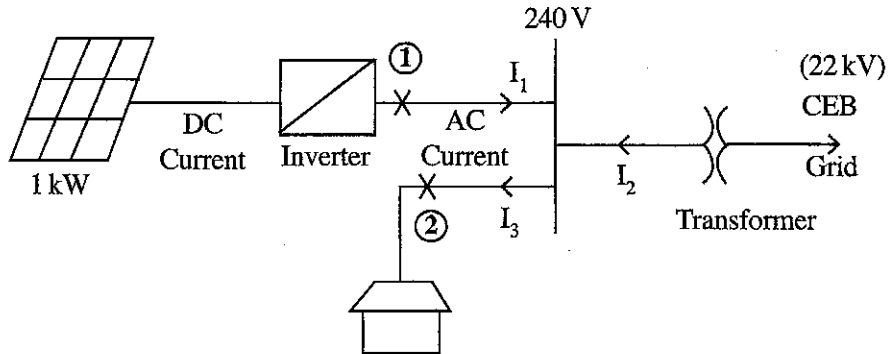 240 V
①
I₁
(22 kV)
CEB
DC
Current
Inverter
AC
Current
1 kW
I₂
Grid
②
I₃
Transformer